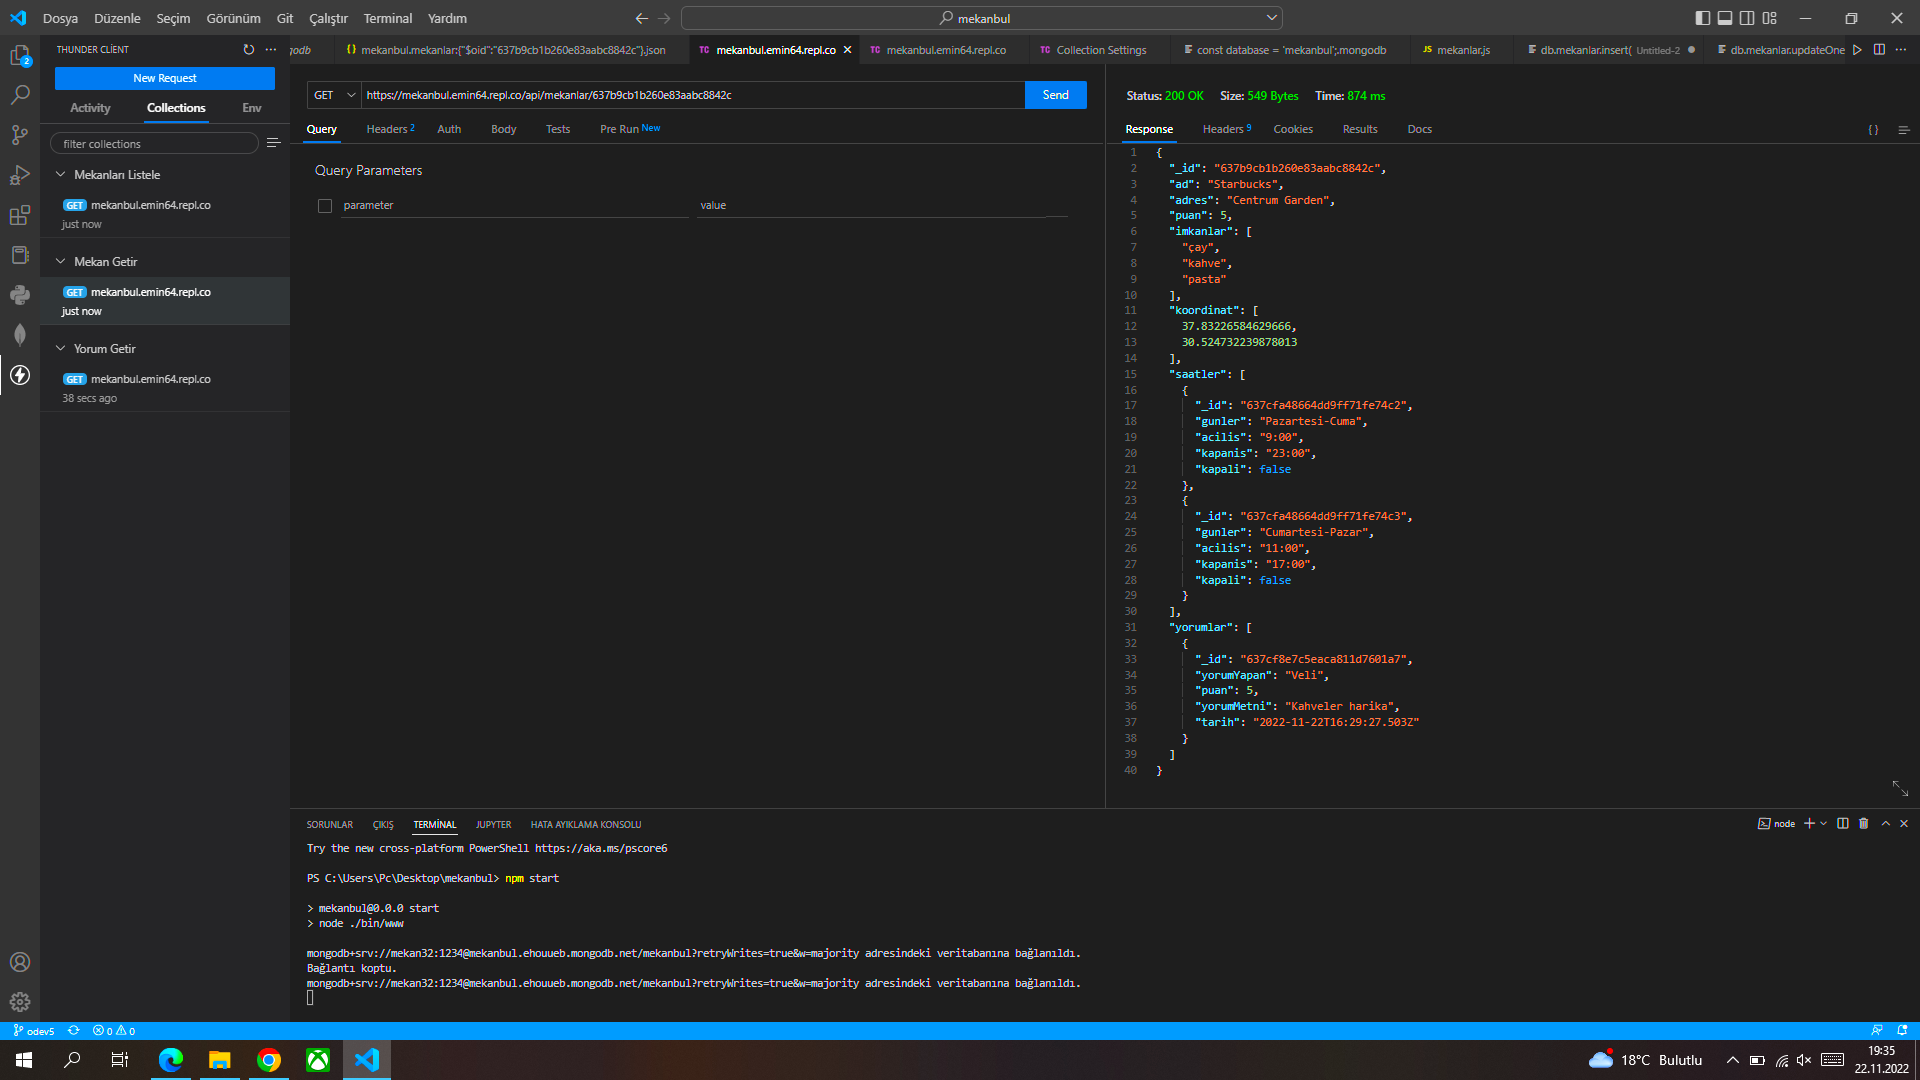 Dosya Düzenle Seçim Görünüm Git Çalıştır Terminal Yardım
mekanbul
THUNDER CLIENT
godb
mekanbul.mekanlar:{"$oid":"637b9cb1b260e83aabc8842c"}.json
TC mekanbul.emin64.repl.co
TC mekanbul.emin64.repl.co
TC Collection Settings
const database = 'mekanbul';.mongodb
JS mekanlar.js
db.mekanlar.insert( Untitled-2
db.mekanlar.updateOne
2
New Request
Activity Collections Env
filter collections
Mekanları Listele
GET mekanbul.emin64.repl.co
just now
Mekan Getir
GET mekanbul.emin64.repl.co
just now
Yorum Getir
GET mekanbul.emin64.repl.co
38 secs ago
GET
https://mekanbul.emin64.repl.co/api/mekanlar/637b9cb1b260e83aabc8842c
Send
Query Headers 2 Auth Body Tests Pre Run New
Query Parameters
parameter value
Status: 200 OK Size: 549 Bytes Time: 874 ms
Response Headers 9 Cookies Results Docs
{ }
1 {
2 "_id": "637b9cb1b260e83aabc8842c",
3 "ad": "Starbucks",
4 "adres": "Centrum Garden",
5 "puan": 5,
6 "imkanlar": [
7 "çay",
8 "kahve",
9 "pasta"
10 ],
11 "koordinat": [
12 37.83226584629666,
13 30.524732239878013
14 ],
15 "saatler": [
16 {
17 "_id": "637cfa48664dd9ff71fe74c2",
18 "gunler": "Pazartesi-Cuma",
19 "acilis": "9:00",
20 "kapanis": "23:00",
21 "kapali": false
22 },
23 {
24 "_id": "637cfa48664dd9ff71fe74c3",
25 "gunler": "Cumartesi-Pazar",
26 "acilis": "11:00",
27 "kapanis": "17:00",
28 "kapali": false
29 }
30 ],
31 "yorumlar": [
32 {
33 "_id": "637cf8e7c5eaca811d7601a7",
34 "yorumYapan": "Veli",
35 "puan": 5,
36 "yorumMetni": "Kahveler harika",
37 "tarih": "2022-11-22T16:29:27.503Z"
38 }
39 ]
40 }
SORUNLAR ÇIKIŞ TERMİNAL JUPYTER HATA AYIKLAMA KONSOLU
node
Try the new cross-platform PowerShell https://aka.ms/pscore6
PS C:\Users\Pc\Desktop\mekanbul> npm start
> mekanbul@0.0.0 start
> node ./bin/www
mongodb+srv://mekan32:1234@mekanbul.ehouueb.mongodb.net/mekanbul?retryWrites=true&w=majority adresindeki veritabanına bağlanıldı.
Bağlantı koptu.
mongodb+srv://mekan32:1234@mekanbul.ehouueb.mongodb.net/mekanbul?retryWrites=true&w=majority adresindeki veritabanına bağlanıldı.
odev5 0 0
18°C Bulutlu
19:35
22.11.2022